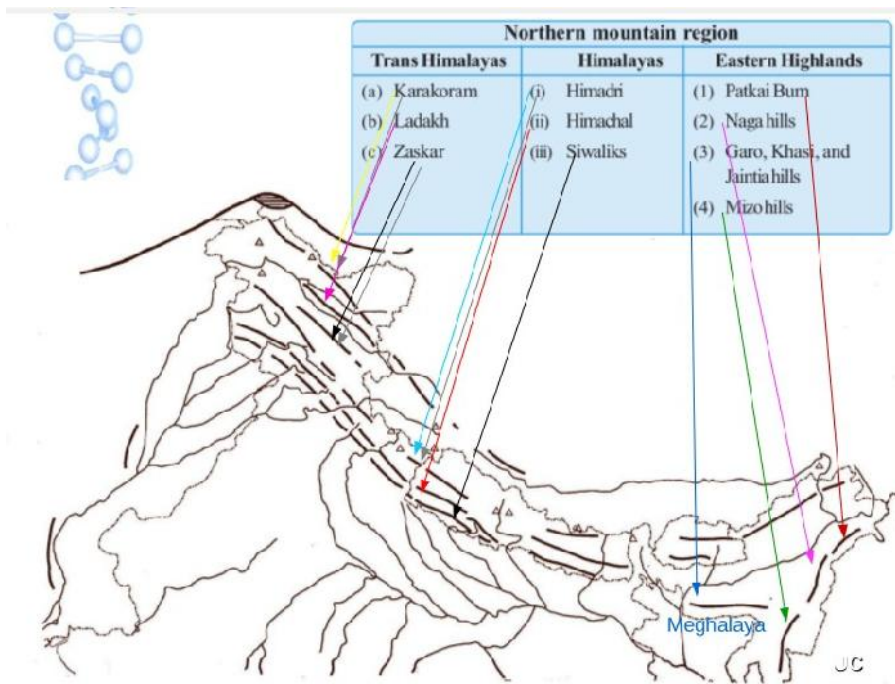 Northern mountain region
Trans Himalayas Himalayas Eastern Highlands
(a) Karakoram (i) Himadri (1) Patkai Bum
(b) Ladakh (ii) Himachal (2) Naga hills
(c) Zaskar (iii) Siwaliks (3) Garo, Khasi, and
Jaintia hills
(4) Mizo hills
Meghalaya
JC